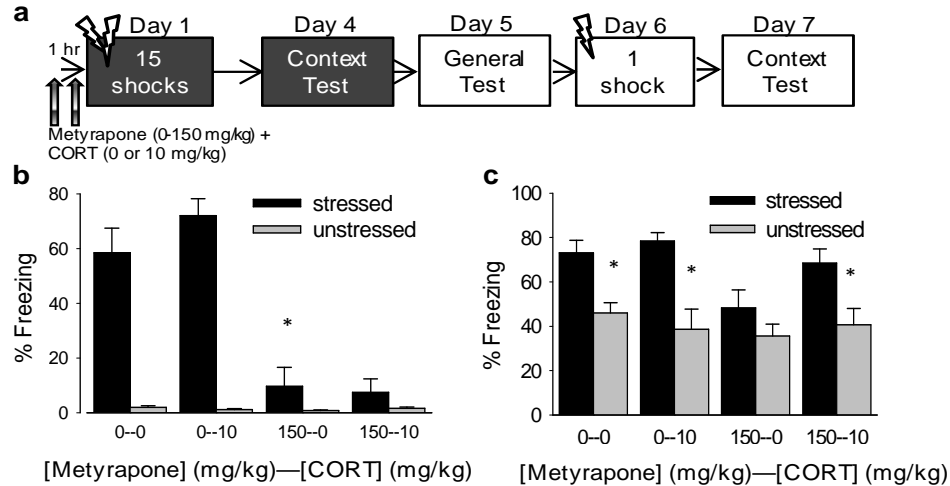 a
Day 1 Day 4 Day 5 Day 6 Day 7
1 hr
15 shocks
Context Test
General Test
1 shock
Context Test
Metyrapone (0-150 mg/kg) +
CORT (0 or 10 mg/kg)
b
80
60
40
20
0
% Freezing
stressed
unstressed
*
0--0 0--10 150--0 150--10
[Metyrapone] (mg/kg)—[CORT] (mg/kg)
c
100
80
60
40
20
0
% Freezing
stressed
unstressed
* * *
0--0 0--10 150--0 150--10
[Metyrapone] (mg/kg)—[CORT] (mg/kg)